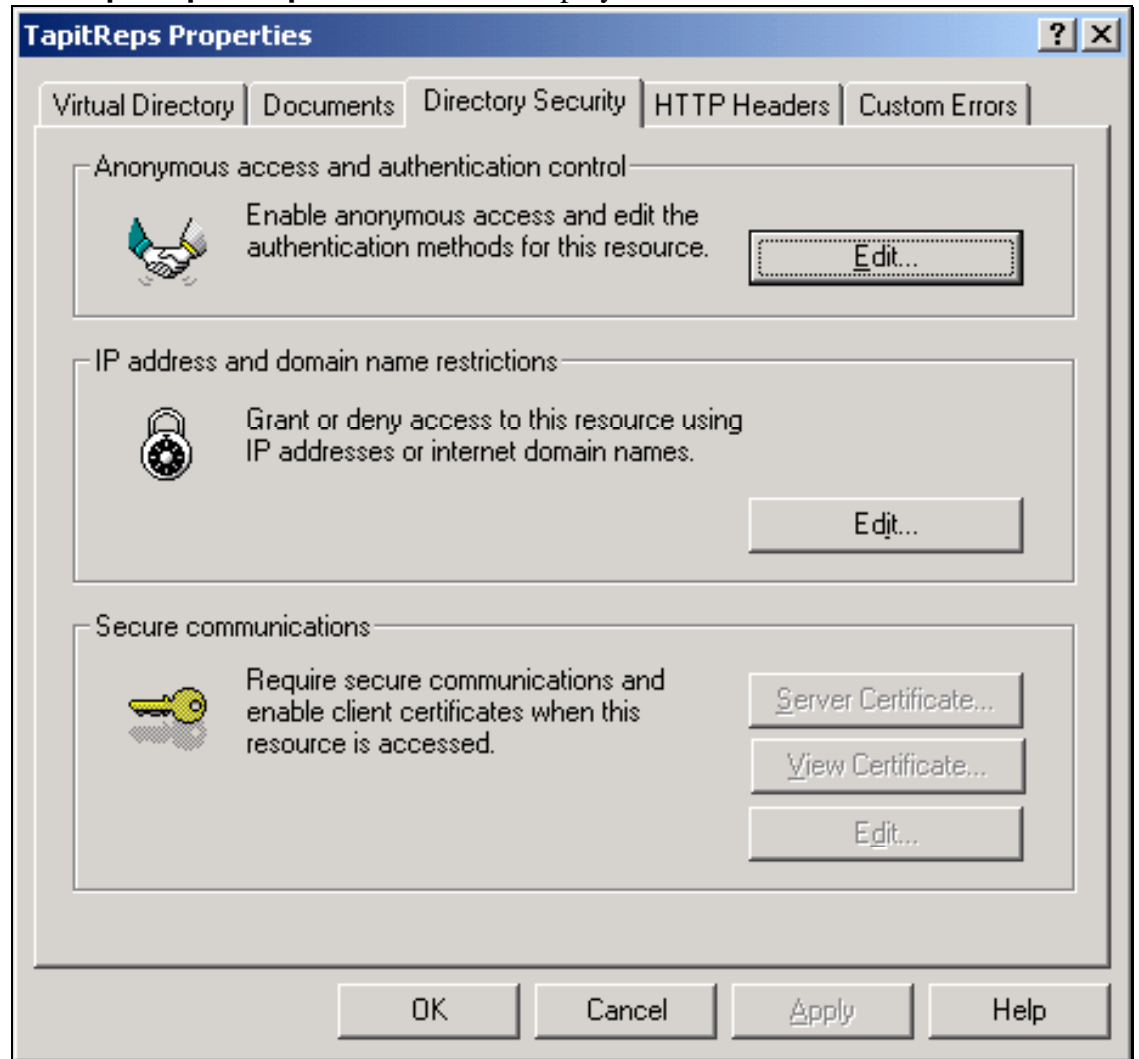 TapitReps Properties
Virtual Directory Documents Directory Security HTTP Headers Custom Errors
Anonymous access and authentication control
Enable anonymous access and edit the
authentication methods for this resource.
Edit...
IP address and domain name restrictions
Grant or deny access to this resource using
IP addresses or internet domain names.
Edit...
Secure communications
Require secure communications and
enable client certificates when this
resource is accessed.
Server Certificate...
View Certificate...
Edit...
OK Cancel Apply Help